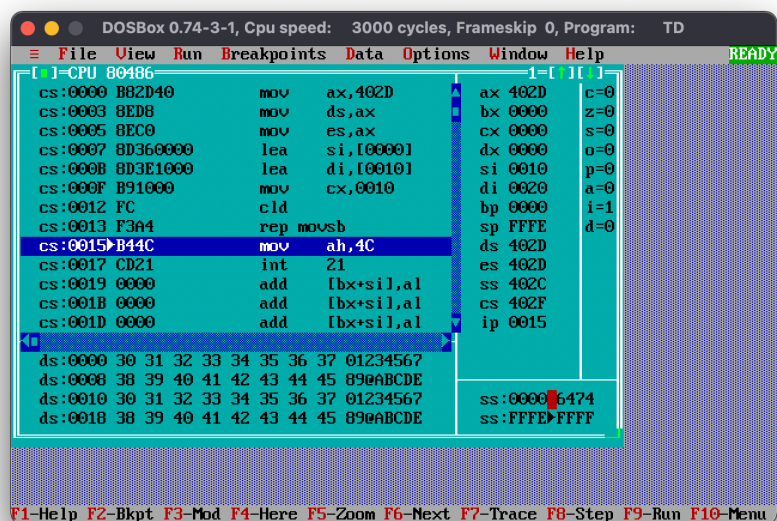 DOSBox 0.74-3-1, Cpu speed: 3000 cycles, Frameskip 0, Program: TD
≡ File View Run Breakpoints Data Options Window Help READY
[■]=CPU 80486 1=[↑][↓]
cs:0000 B82D40 mov ax,402D ax 402D c=0
cs:0003 8ED8 mov ds,ax bx 0000 z=0
cs:0005 8EC0 mov es,ax cx 0000 s=0
cs:0007 8D360000 lea si,[0000] dx 0000 o=0
cs:000B 8D3E1000 lea di,[0010] si 0010 p=0
cs:000F B91000 mov cx,0010 di 0020 a=0
cs:0012 FC cld bp 0000 i=1
cs:0013 F3A4 rep movsb sp FFFE d=0
cs:0015►B44C mov ah,4C ds 402D
cs:0017 CD21 int 21 es 402D
cs:0019 0000 add [bx+si],al ss 402C
cs:001B 0000 add [bx+si],al cs 402F
cs:001D 0000 add [bx+si],al ip 0015
ds:0000 30 31 32 33 34 35 36 37 01234567
ds:0008 38 39 40 41 42 43 44 45 89@ABCDE
ds:0010 30 31 32 33 34 35 36 37 01234567 ss:0000 6474
ds:0018 38 39 40 41 42 43 44 45 89@ABCDE ss:FFFE►FFFF
F1-Help F2-Bkpt F3-Mod F4-Here F5-Zoom F6-Next F7-Trace F8-Step F9-Run F10-Menu